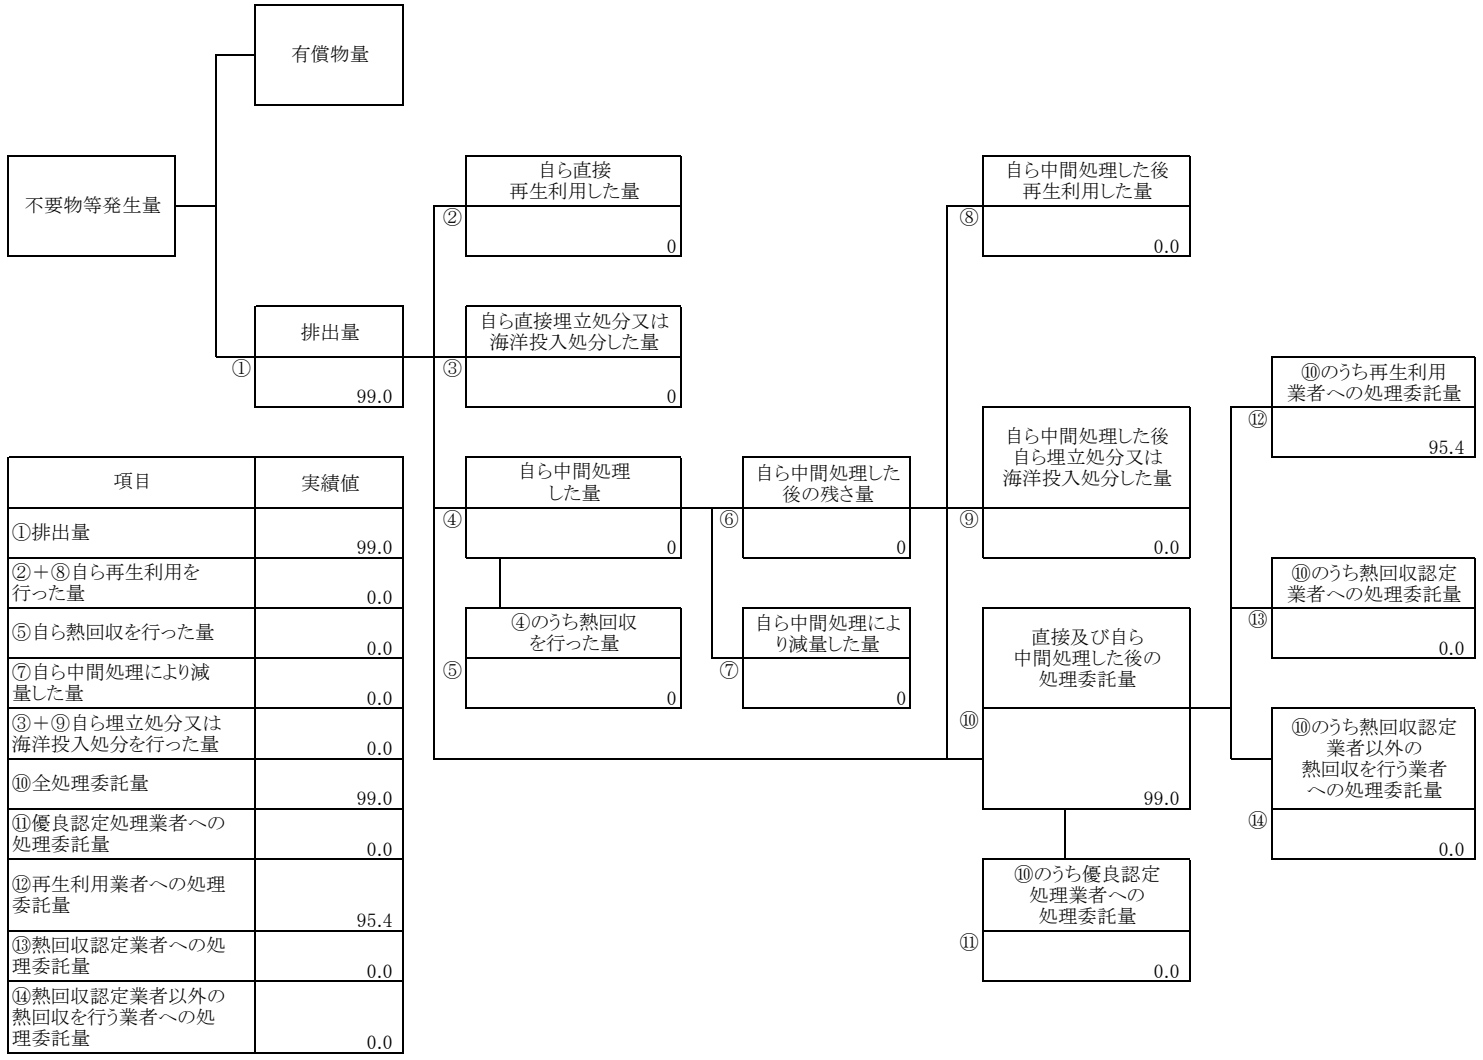 有償物量
不要物等発生量
自ら直接
再生利用した量
②
0
自ら中間処理した後
再生利用した量
⑧
0.0
排出量
①
99.0
自ら直接埋立処分又は
海洋投入処分した量
③
0
⑩のうち再生利用
業者への処理委託量
⑫
95.4
自ら中間処理
した量
④
0
自ら中間処理した
後の残さ量
⑥
0
自ら中間処理した後
自ら埋立処分又は
海洋投入処分した量
⑨
0.0
④のうち熱回収
を行った量
⑤
0
自ら中間処理によ
り減量した量
⑦
0
直接及び自ら
中間処理した後の
処理委託量
⑩
99.0
⑩のうち熱回収認定
業者への処理委託量
⑬
0.0
⑩のうち熱回収認定
業者以外の
熱回収を行う業者
への処理委託量
⑭
0.0
⑩のうち優良認定
処理業者への
処理委託量
⑪
0.0
項目 実績値
①排出量
99.0
②+⑧自ら再生利用を
行った量
0.0
⑤自ら熱回収を行った量
0.0
⑦自ら中間処理により減
量した量
0.0
③+⑨自ら埋立処分又は
海洋投入処分を行った量
0.0
⑩全処理委託量
99.0
⑪優良認定処理業者への
処理委託量
0.0
⑫再生利用業者への処理
委託量
95.4
⑬熱回収認定業者への処
理委託量
0.0
⑭熱回収認定業者以外の
熱回収を行う業者への処
理委託量
0.0